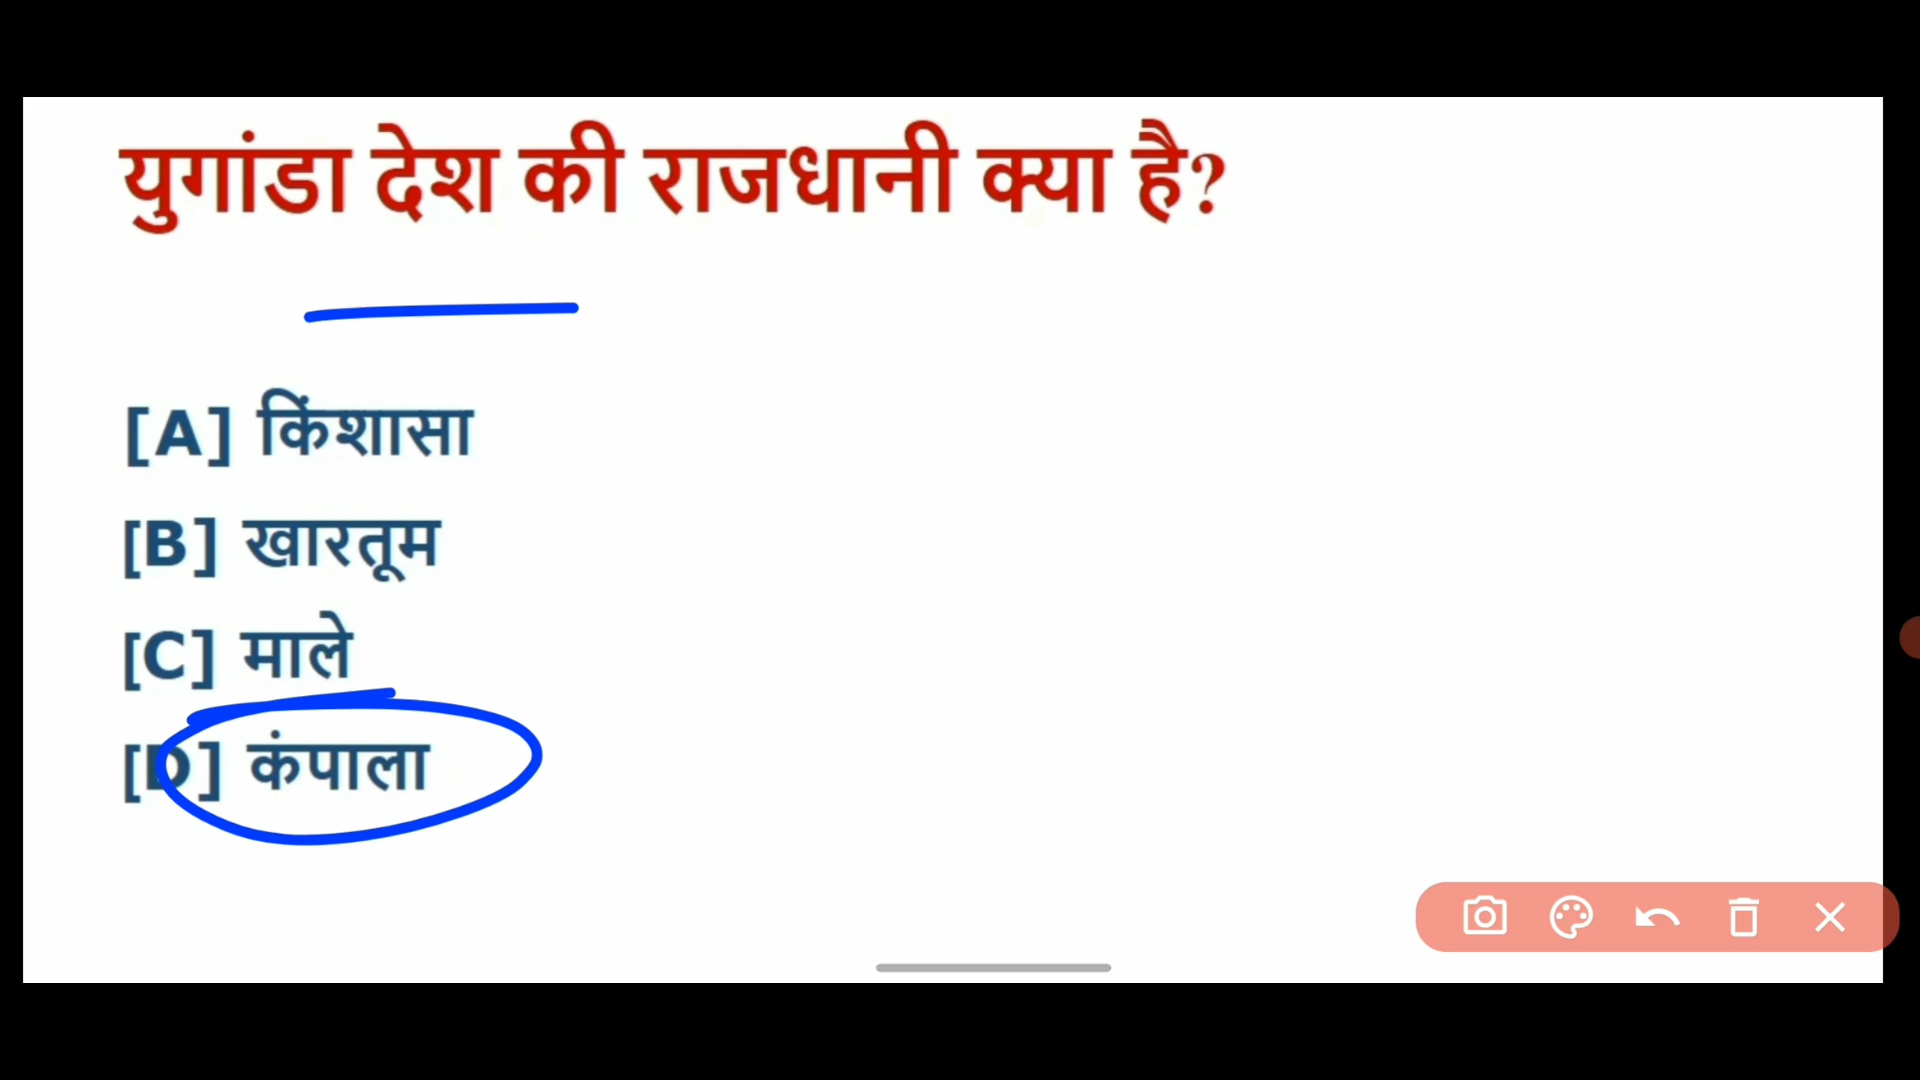 युगांडा देश की राजधानी क्या है?
[A] किंशासा
[B] खारतूम
[C] माले
[D] कंपाला